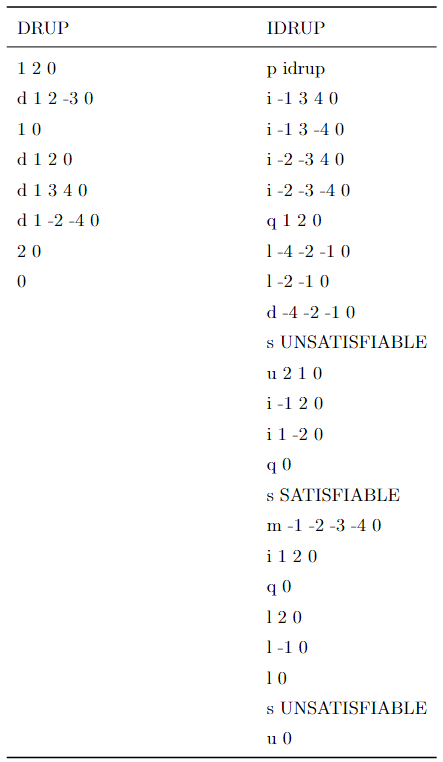 DRUP IDRUP
1 2 0 p idrup
d 1 2 -3 0 i -1 3 4 0
1 0 i -1 3 -4 0
d 1 2 0 i -2 -3 4 0
d 1 3 4 0 i -2 -3 -4 0
d 1 -2 -4 0 q 1 2 0
2 0 l -4 -2 -1 0
0 l -2 -1 0
d -4 -2 -1 0
s UNSATISFIABLE
u 2 1 0
i -1 2 0
i 1 -2 0
q 0
s SATISFIABLE
m -1 -2 -3 -4 0
i 1 2 0
q 0
l 2 0
l -1 0
l 0
s UNSATISFIABLE
u 0